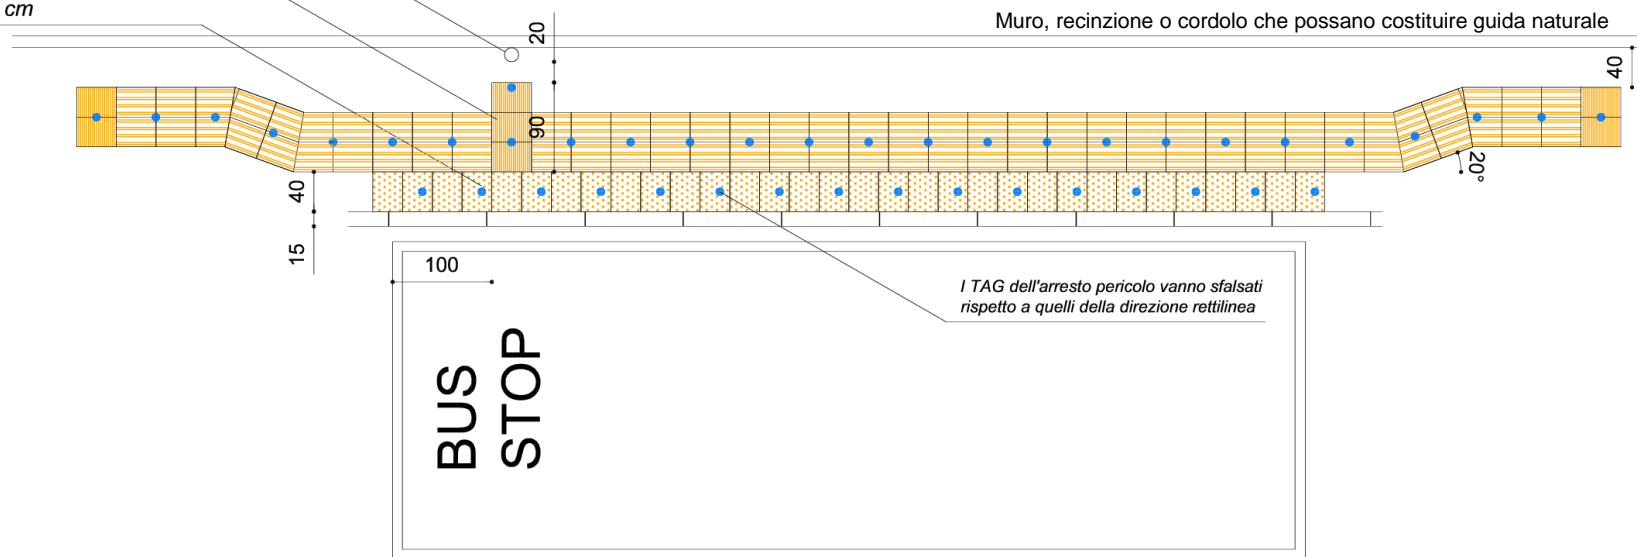 cm
Muro, recinzione o cordolo che possano costituire guida naturale
20
40
90
20°
40
15
100
I TAG dell'arresto pericolo vanno sfalsati
rispetto a quelli della direzione rettilinea
BUS
STOP